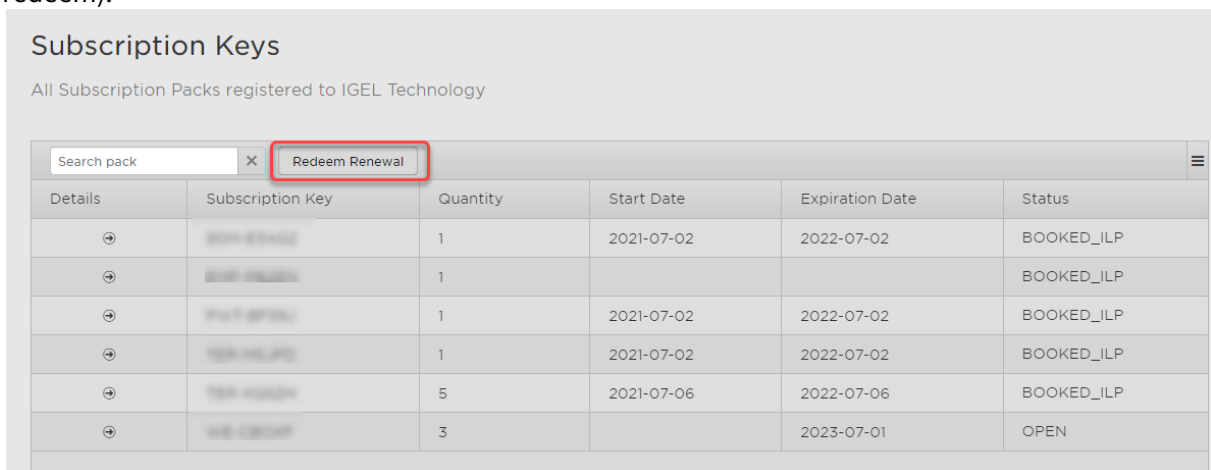 redeem).
Subscription Keys
All Subscription Packs registered to IGEL Technology
Search pack Redeem Renewal
Details Subscription Key Quantity Start Date Expiration Date Status
1 2021-07-02 2022-07-02 BOOKED_ILP
1 BOOKED_ILP
1 2021-07-02 2022-07-02 BOOKED_ILP
1 2021-07-02 2022-07-02 BOOKED_ILP
5 2021-07-06 2022-07-06 BOOKED_ILP
3 2023-07-01 OPEN